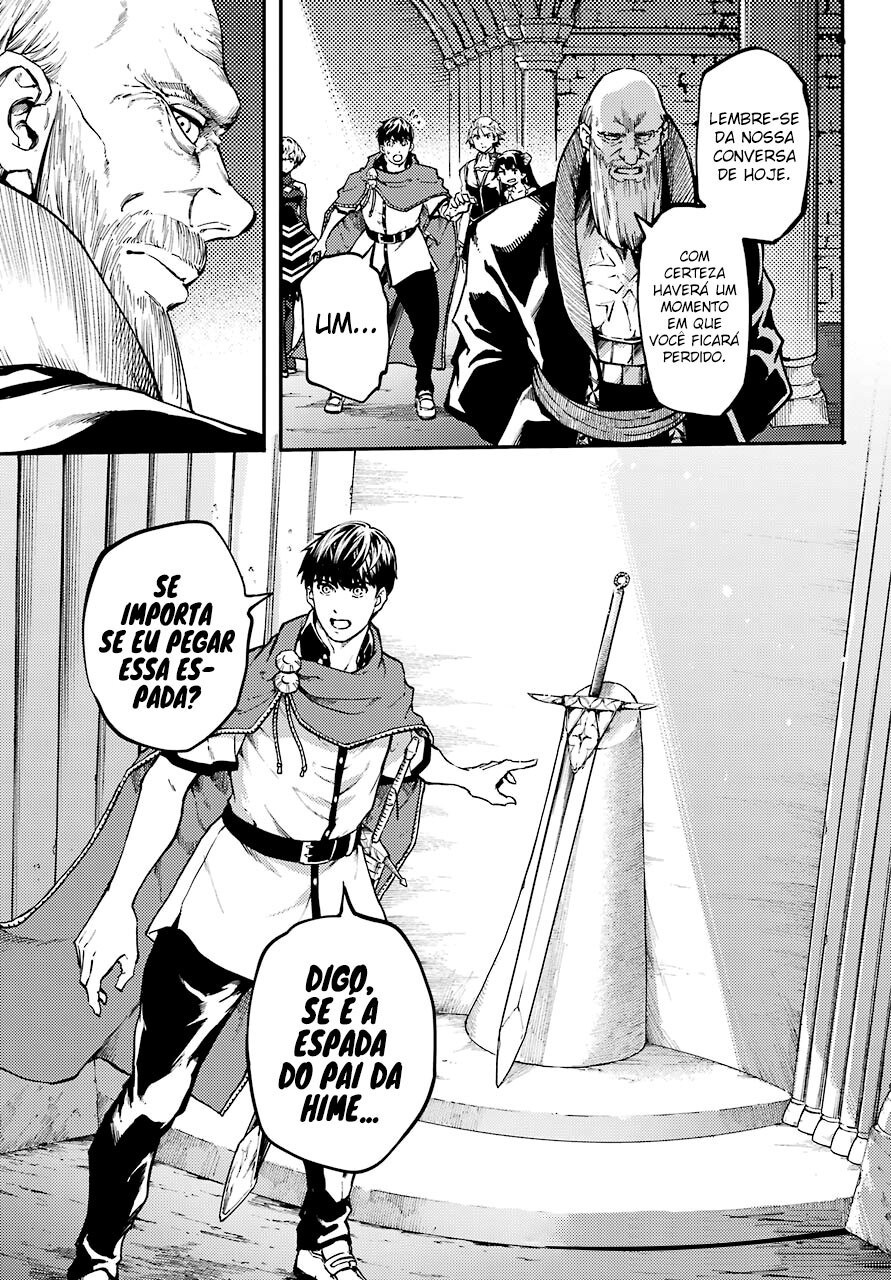 LEMBRE-SE
DA NOSSA
CONVERSA
DE HOJE.
COM
CERTEZA
HAVERÁ UM
MOMENTO
EM QUE
VOCÊ FICARÁ
PERDIDO.
UM...
SE
IMPORTA
SE EU PEGAR
ESSA ES-
PADA?
DIGO,
SE É A
ESPADA
DO PAI DA
HIME...